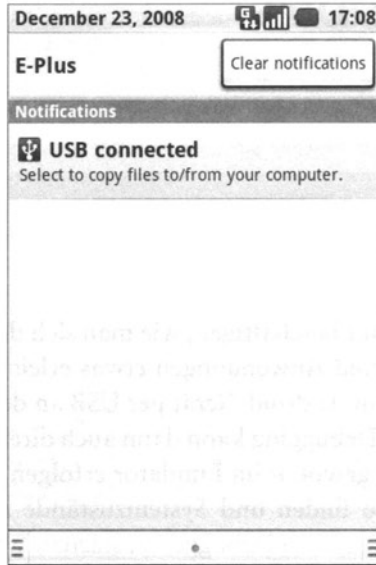 December 23, 2008 G 17:08
E-Plus
Clear notifications
Notifications
USB connected
Select to copy files to/from your computer.